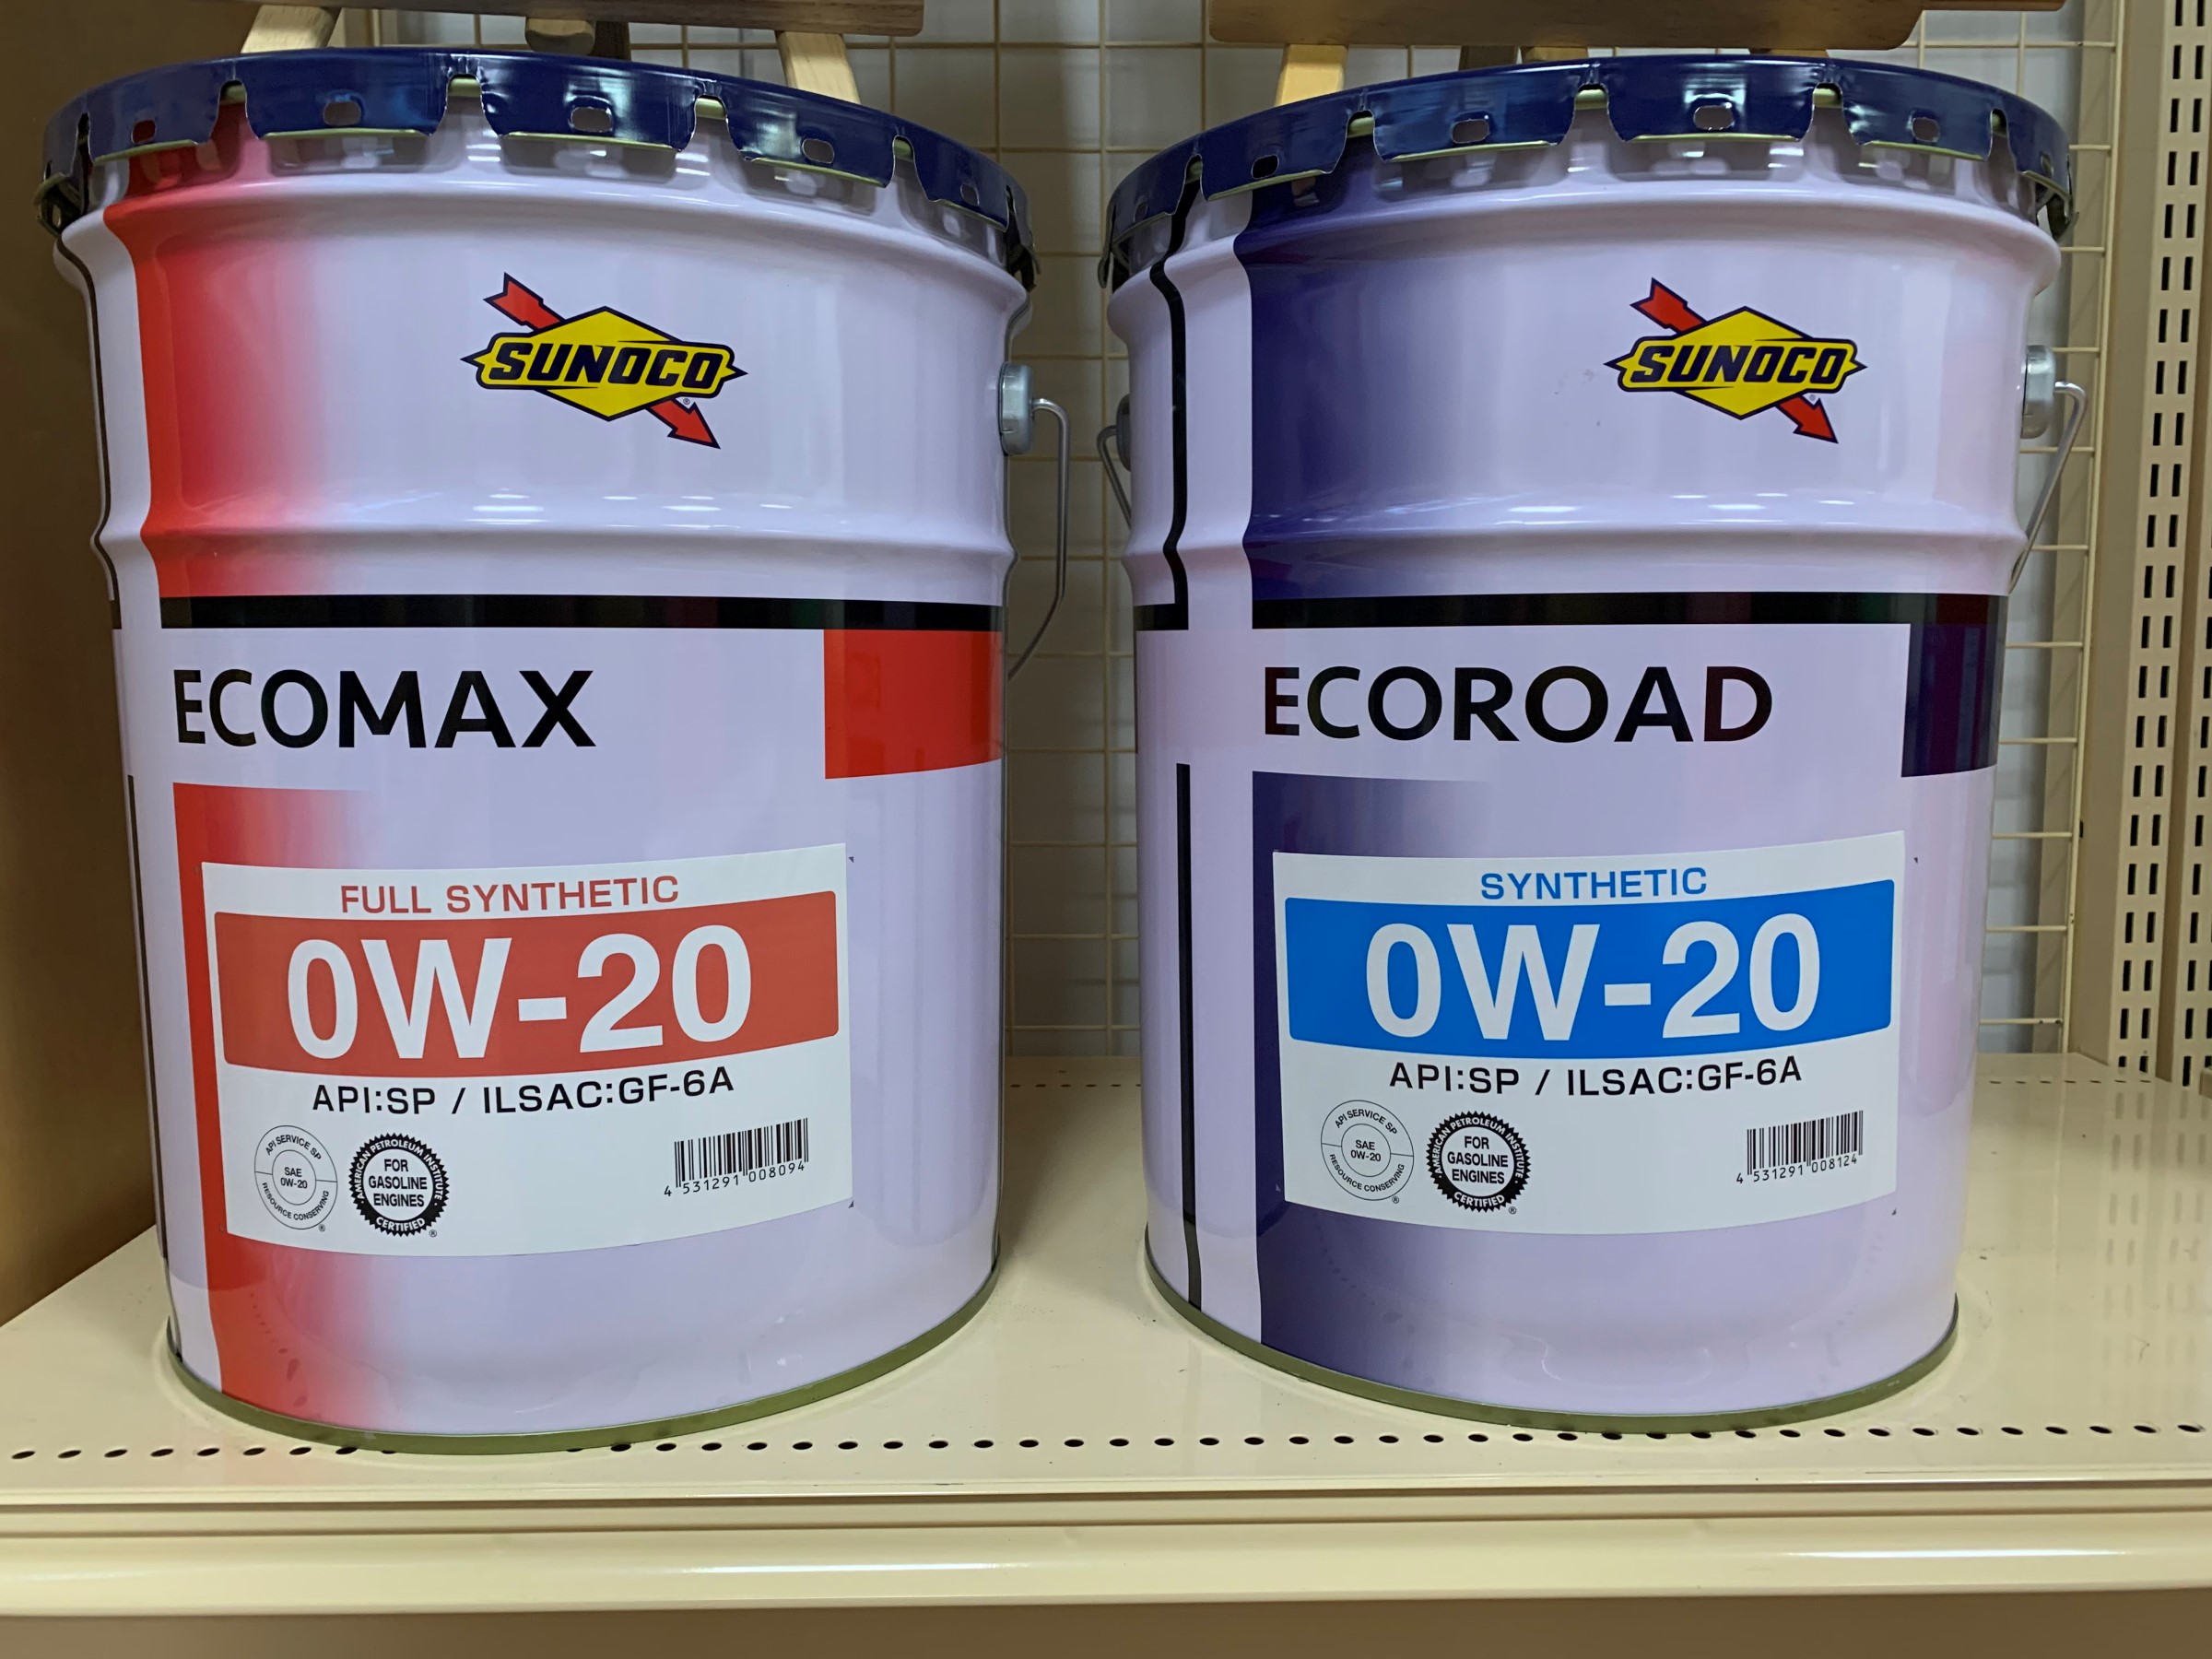 SUNOCO
®
ECOMAX
FULL SYNTHETIC
0W-20
API:SP / ILSAC:GF-6A
API SERVICE SP
SAE
0W-20
RESOURCE CONSERVING
®
AMERICAN PETROLEUM INSTITUTE
FOR
GASOLINE
ENGINES
CERTIFIED
®
4 531291 008094
SUNOCO
®
ECOROAD
SYNTHETIC
0W-20
API:SP / ILSAC:GF-6A
API SERVICE SP
SAE
0W-20
RESOURCE CONSERVING
®
AMERICAN PETROLEUM INSTITUTE
FOR
GASOLINE
ENGINES
CERTIFIED
®
4 531291 008124